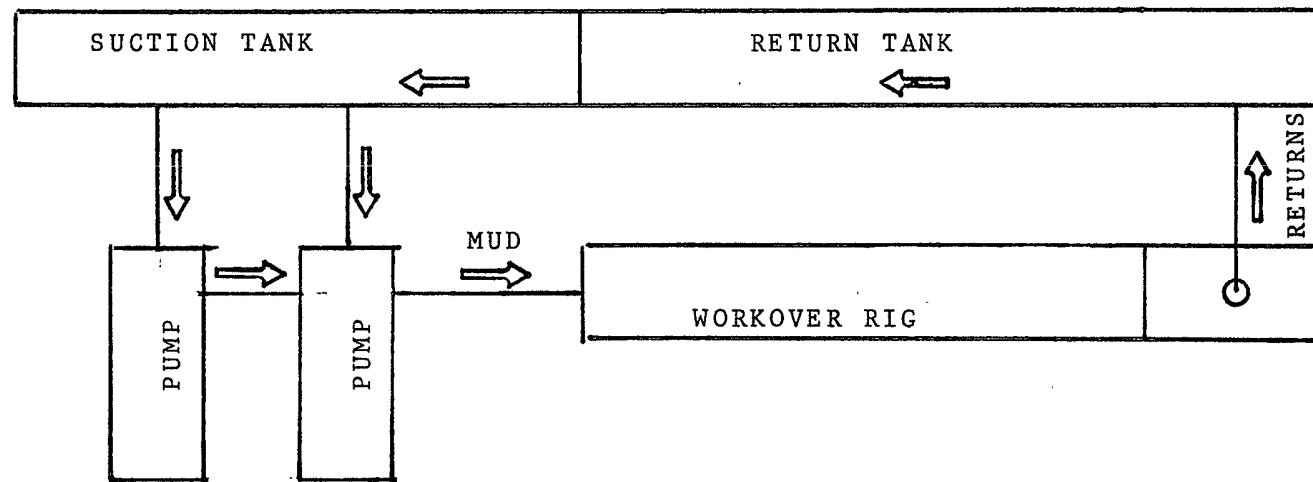 SUCTION TANK
RETURN TANK
RETURNS
MUD
PUMP
PUMP
WORKOVER RIG